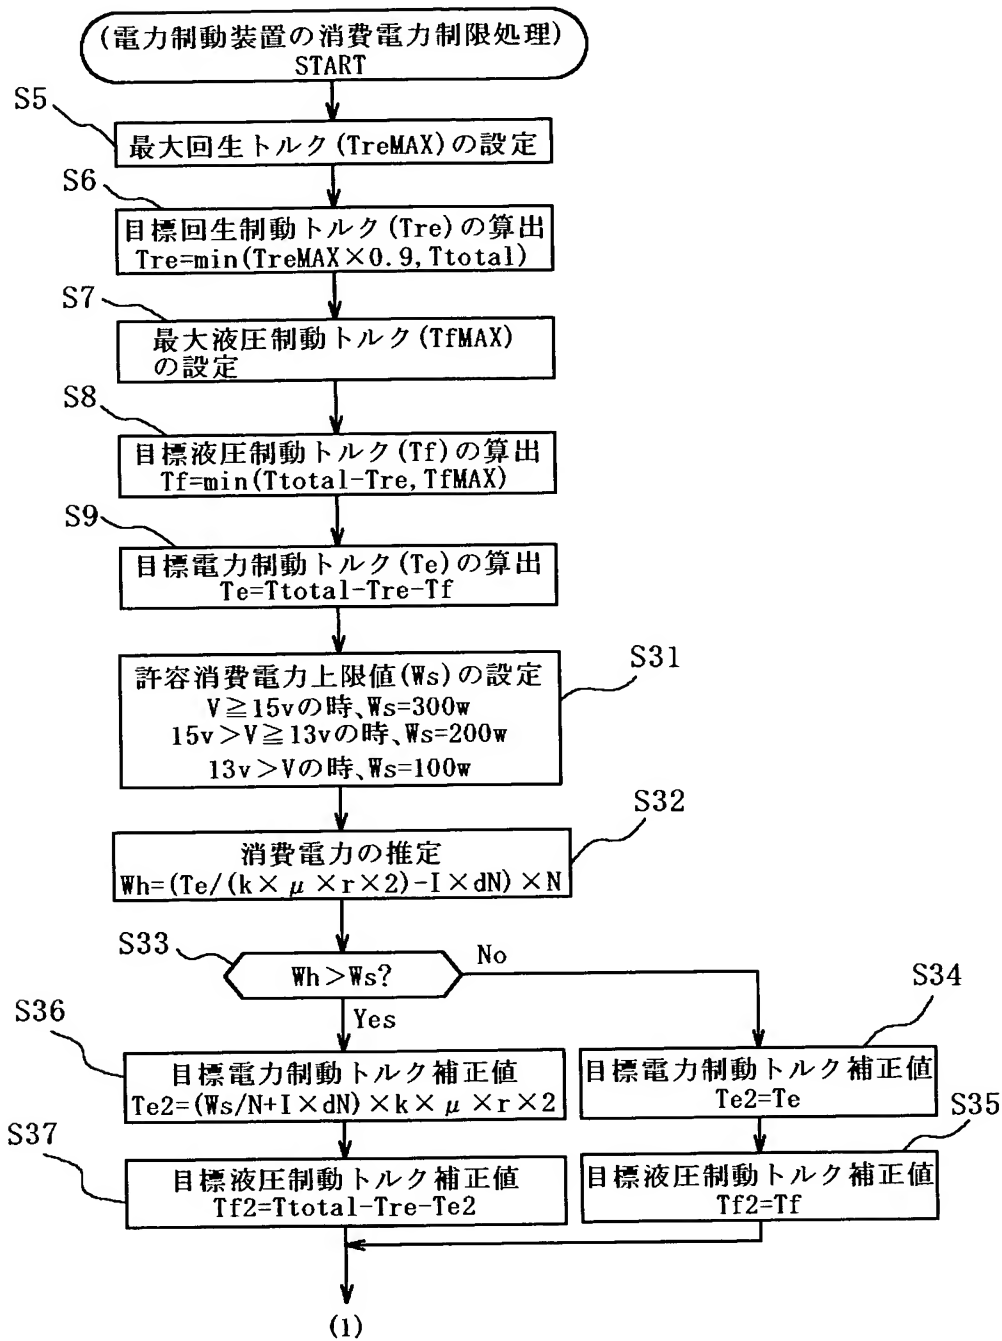 (電力制動装置の消費電力制限処理)
START
S5
最大回生トルク(TreMAX)の設定
S6
目標回生制動トルク(Tre)の算出
Tre=min(TreMAX×0.9,Ttotal)
S7
最大液圧制動トルク(TfMAX)
の設定
S8
目標液圧制動トルク(Tf)の算出
Tf=min(Ttotal-Tre,TfMAX)
S9
目標電力制動トルク(Te)の算出
Te=Ttotal-Tre-Tf
S31
許容消費電力上限値(Ws)の設定
V≧15vの時、Ws=300w
15v>V≧13vの時、Ws=200w
13v>Vの時、Ws=100w
S32
消費電力の推定
Wh=(Te/(k×μ×r×2)-I×dN)×N
S33
Wh>Ws?
No
Yes
S36
目標電力制動トルク補正値
Te2=(Ws/N+I×dN)×k×μ×r×2
S34
目標電力制動トルク補正値
Te2=Te
S37
目標液圧制動トルク補正値
Tf2=Ttotal-Tre-Te2
S35
目標液圧制動トルク補正値
Tf2=Tf
(1)